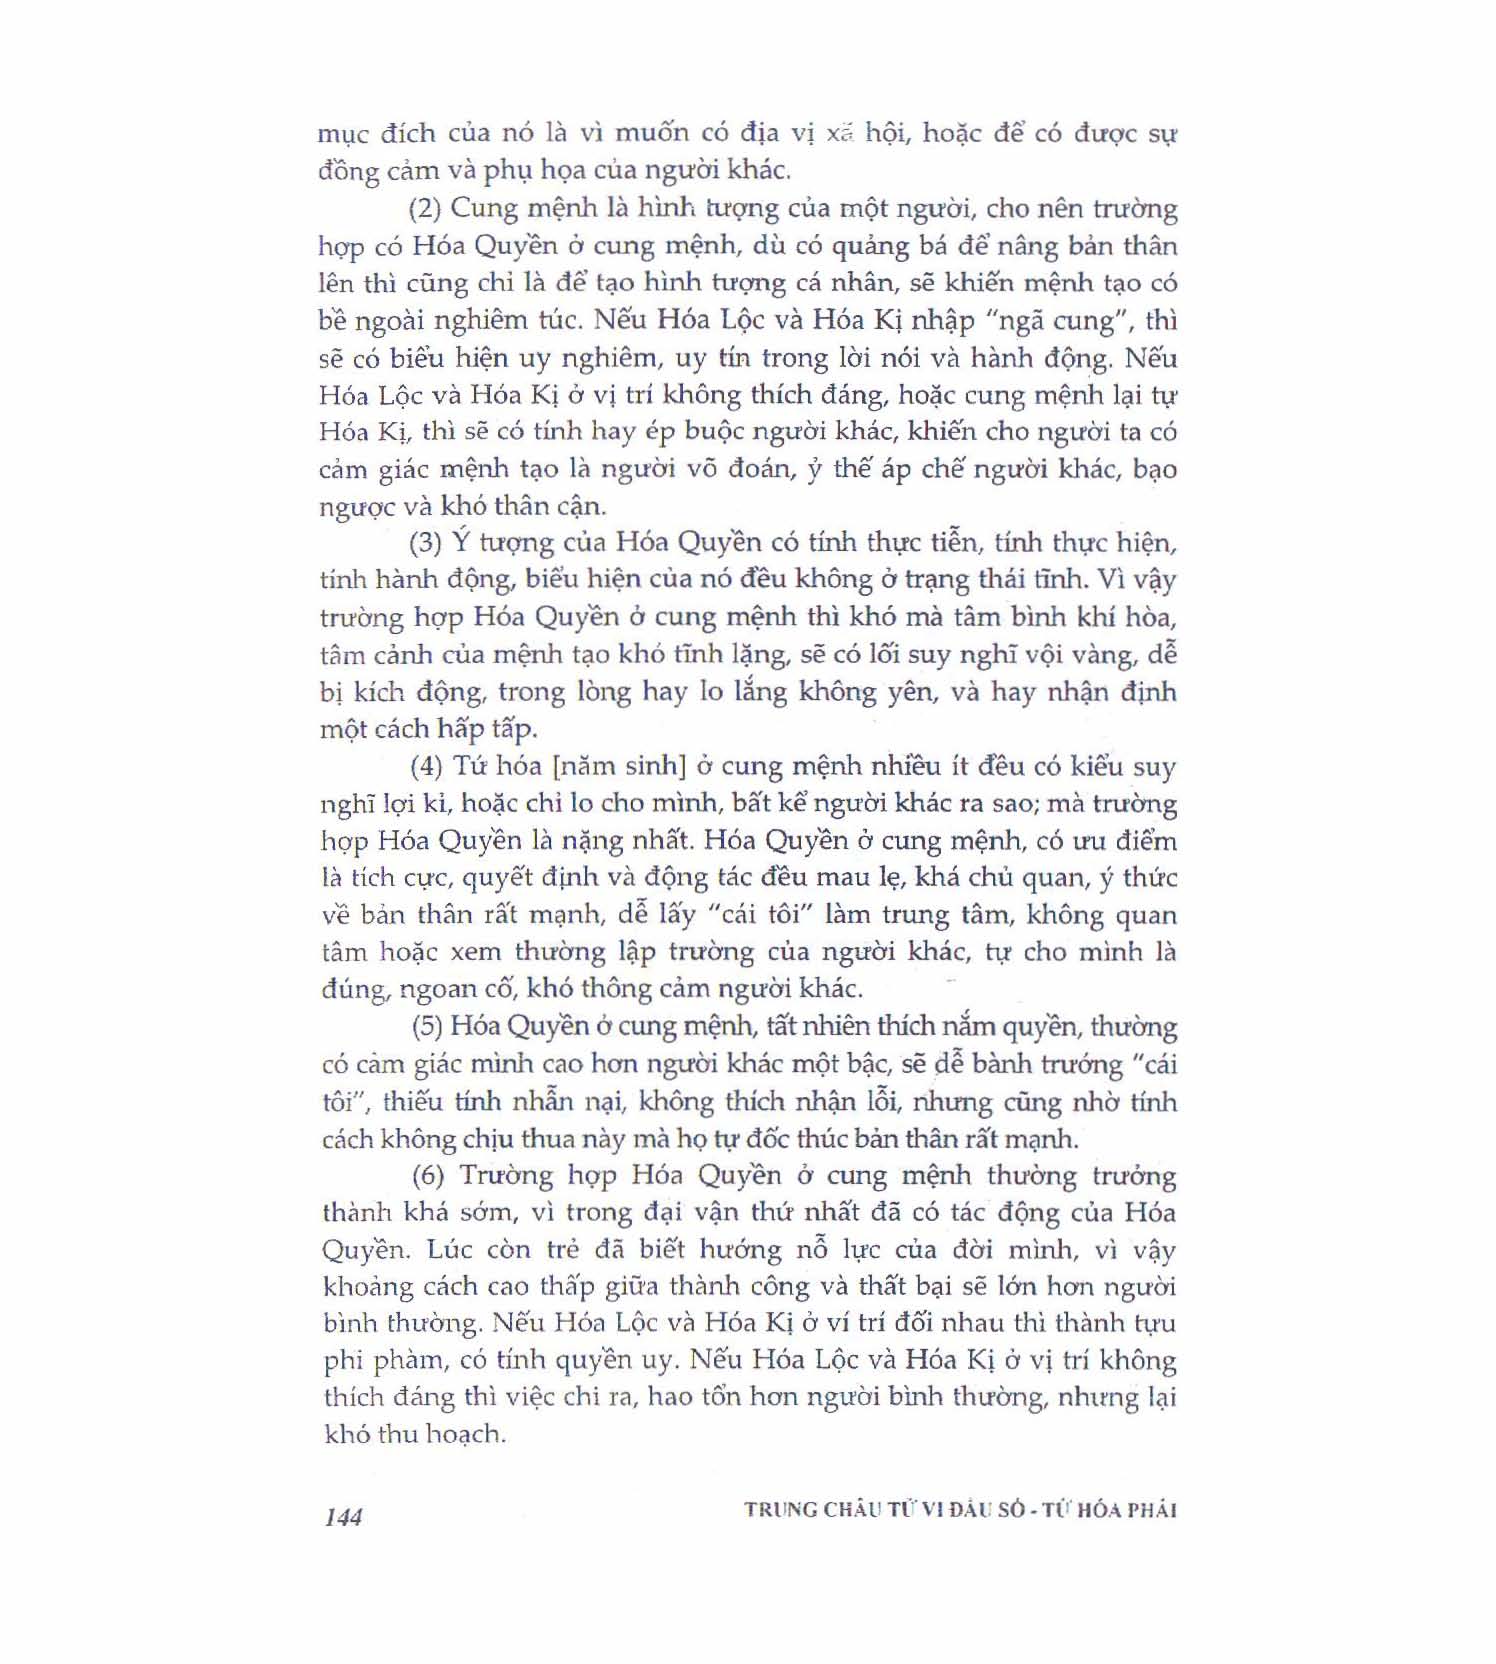 mục đích của nó là vì muốn có địa vị xã hội, hoặc để có được sự
đồng cảm và phụ họa của người khác.
(2) Cung mệnh là hình tượng của một người, cho nên trường
hợp có Hóa Quyền ở cung mệnh, dù có quảng bá để nâng bản thân
lên thì cũng chỉ là để tạo hình tượng cá nhân, sẽ khiến mệnh tạo có
bề ngoài nghiêm túc. Nếu Hóa Lộc và Hóa Kị nhập "ngã cung", thì
sẽ có biểu hiện uy nghiêm, uy tín trong lời nói và hành động. Nếu
Hóa Lộc và Hóa Kị ở vị trí không thích đáng, hoặc cung mệnh lại tự
Hóa Kị, thì sẽ có tính hay ép buộc người khác, khiến cho người ta có
cảm giác mệnh tạo là người võ đoán, ỷ thế áp chế người khác, bạo
ngược và khó thân cận.
(3) Ý tượng của Hóa Quyền có tính thực tiễn, tính thực hiện,
tính hành động, biểu hiện của nó đều không ở trạng thái tĩnh. Vì vậy
trường hợp Hóa Quyền ở cung mệnh thì khó mà tâm bình khí hòa,
tâm cảnh của mệnh tạo khó tĩnh lặng, sẽ có lối suy nghĩ vội vàng, dễ
bị kích động, trong lòng hay lo lắng không yên, và hay nhận định
một cách hấp tấp.
(4) Tứ hóa [năm sinh] ở cung mệnh nhiều ít đều có kiểu suy
nghĩ lợi kỉ, hoặc chỉ lo cho mình, bất kể người khác ra sao; mà trường
hợp Hóa Quyền là nặng nhất. Hóa Quyền ở cung mệnh, có ưu điểm
là tích cực, quyết định và động tác đều mau lẹ, khá chủ quan, ý thức
về bản thân rất mạnh, dễ lấy "cái tôi" làm trung tâm, không quan
tâm hoặc xem thường lập trường của người khác, tự cho mình là
đúng, ngoan cố, khó thông cảm người khác.
(5) Hóa Quyền ở cung mệnh, tất nhiên thích nắm quyền, thường
có cảm giác mình cao hơn người khác một bậc, sẽ dễ bành trướng "cái
tôi", thiếu tính nhẫn nại, không thích nhận lỗi, nhưng cũng nhờ tính
cách không chịu thua này mà họ tự đốc thúc bản thân rất mạnh.
(6) Trường hợp Hóa Quyền ở cung mệnh thường trưởng
thành khá sớm, vì trong đại vận thứ nhất đã có tác động của Hóa
Quyền. Lúc còn trẻ đã biết hướng nỗ lực của đời mình, vì vậy
khoảng cách cao thấp giữa thành công và thất bại sẽ lớn hơn người
bình thường. Nếu Hóa Lộc và Hóa Kị ở ví trí đối nhau thì thành tựu
phi phàm, có tính quyền uy. Nếu Hóa Lộc và Hóa Kị ở vị trí không
thích đáng thì việc chi ra, hao tổn hơn người bình thường, nhưng lại
khó thu hoạch.
144
TRUNG CHÂU TỬ VI ĐẨU SỐ - TỨ HÓA PHÁI